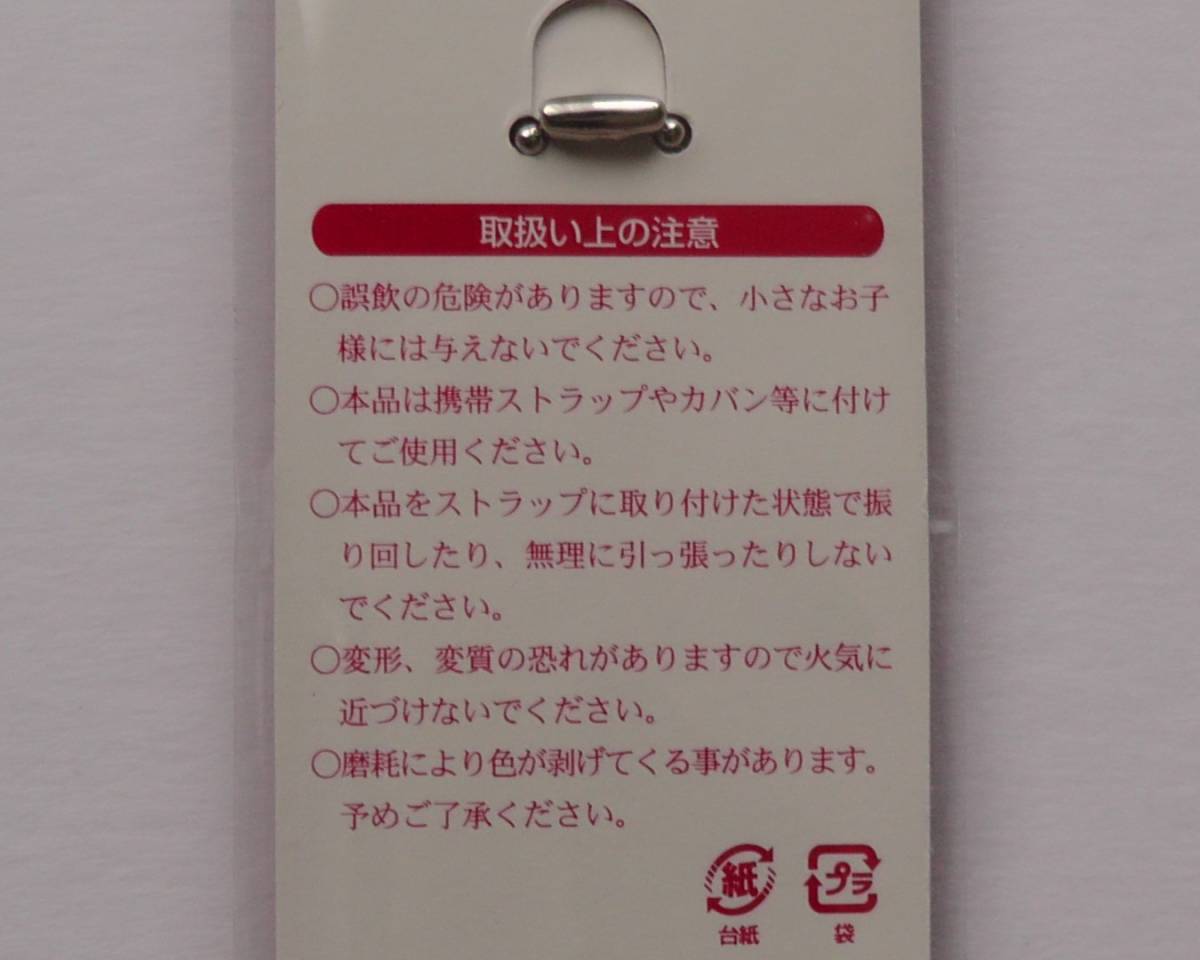 取扱い上の注意
○誤飲の危険がありますので、小さなお子
様には与えないでください。
○本品は携帯ストラップやカバン等に付け
てご使用ください。
○本品をストラップに取り付けた状態で振
り回したり、無理に引っ張ったりしない
でください。
○変形、変質の恐れがありますので火気に
近づけないでください。
○磨耗により色が剥げてくる事があります。
予めご了承ください。
紙 プラ
台紙 袋